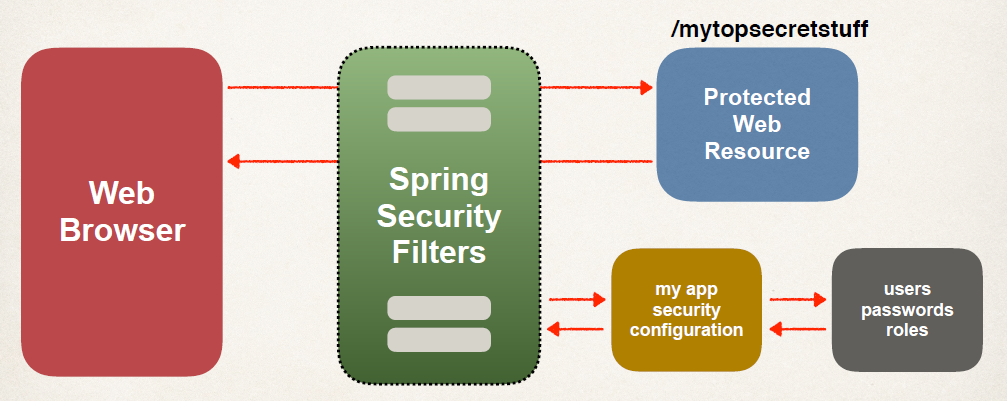 /mytopsecretstuff
Web
Browser
Spring
Security
Filters
Protected
Web
Resource
my app
security
configuration
users
passwords
roles